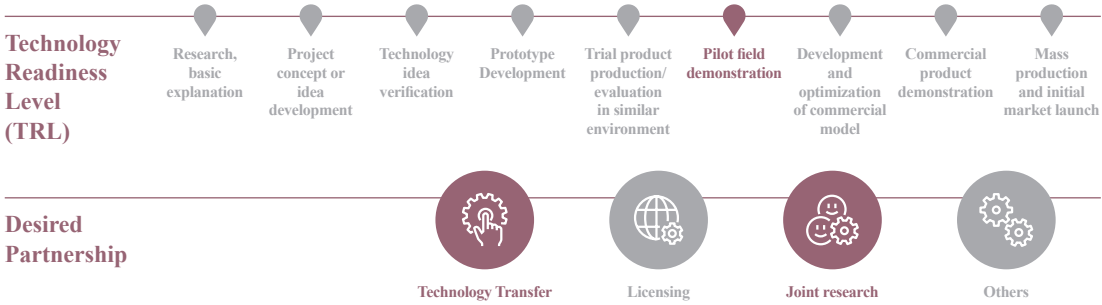 Technology
Readiness
Level
(TRL)
Research,
basic
explanation
Project
concept or
idea
development
Technology
idea
verification
Prototype
Development
Trial product
production/
evaluation
in similar
environment
Pilot field
demonstration
Development
and
optimization
of commercial
model
Commercial
product
demonstration
Mass
production
and initial
market launch
Desired
Partnership
Technology Transfer
Licensing
Joint research
Others